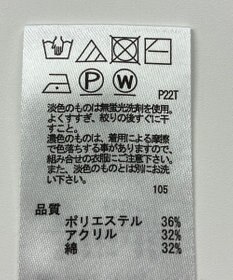 P22T
淡色のものは無蛍光洗剤を使用。
よくすすぎ、絞りの後すぐに干
すこと。
濃色のものは、着用による摩擦
で色落ちする事がありますので、
組み合せの衣服にご注意下さい。
また、淡色のものとは別にお洗
い下さい。
105
品質
ポリエステル 36%
アクリル 32%
綿 32%